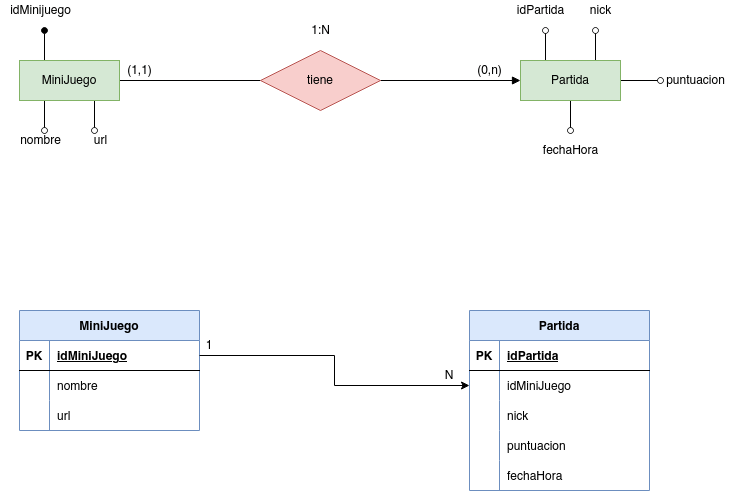 idMinijuego
idPartida
nick
1:N
MiniJuego
(1,1)
tiene
(0,n)
Partida
puntuacion
nombre
url
fechaHora
MiniJuego
PK idMiniJuego
nombre
url
1
N
Partida
PK idPartida
idMiniJuego
nick
puntuacion
fechaHora